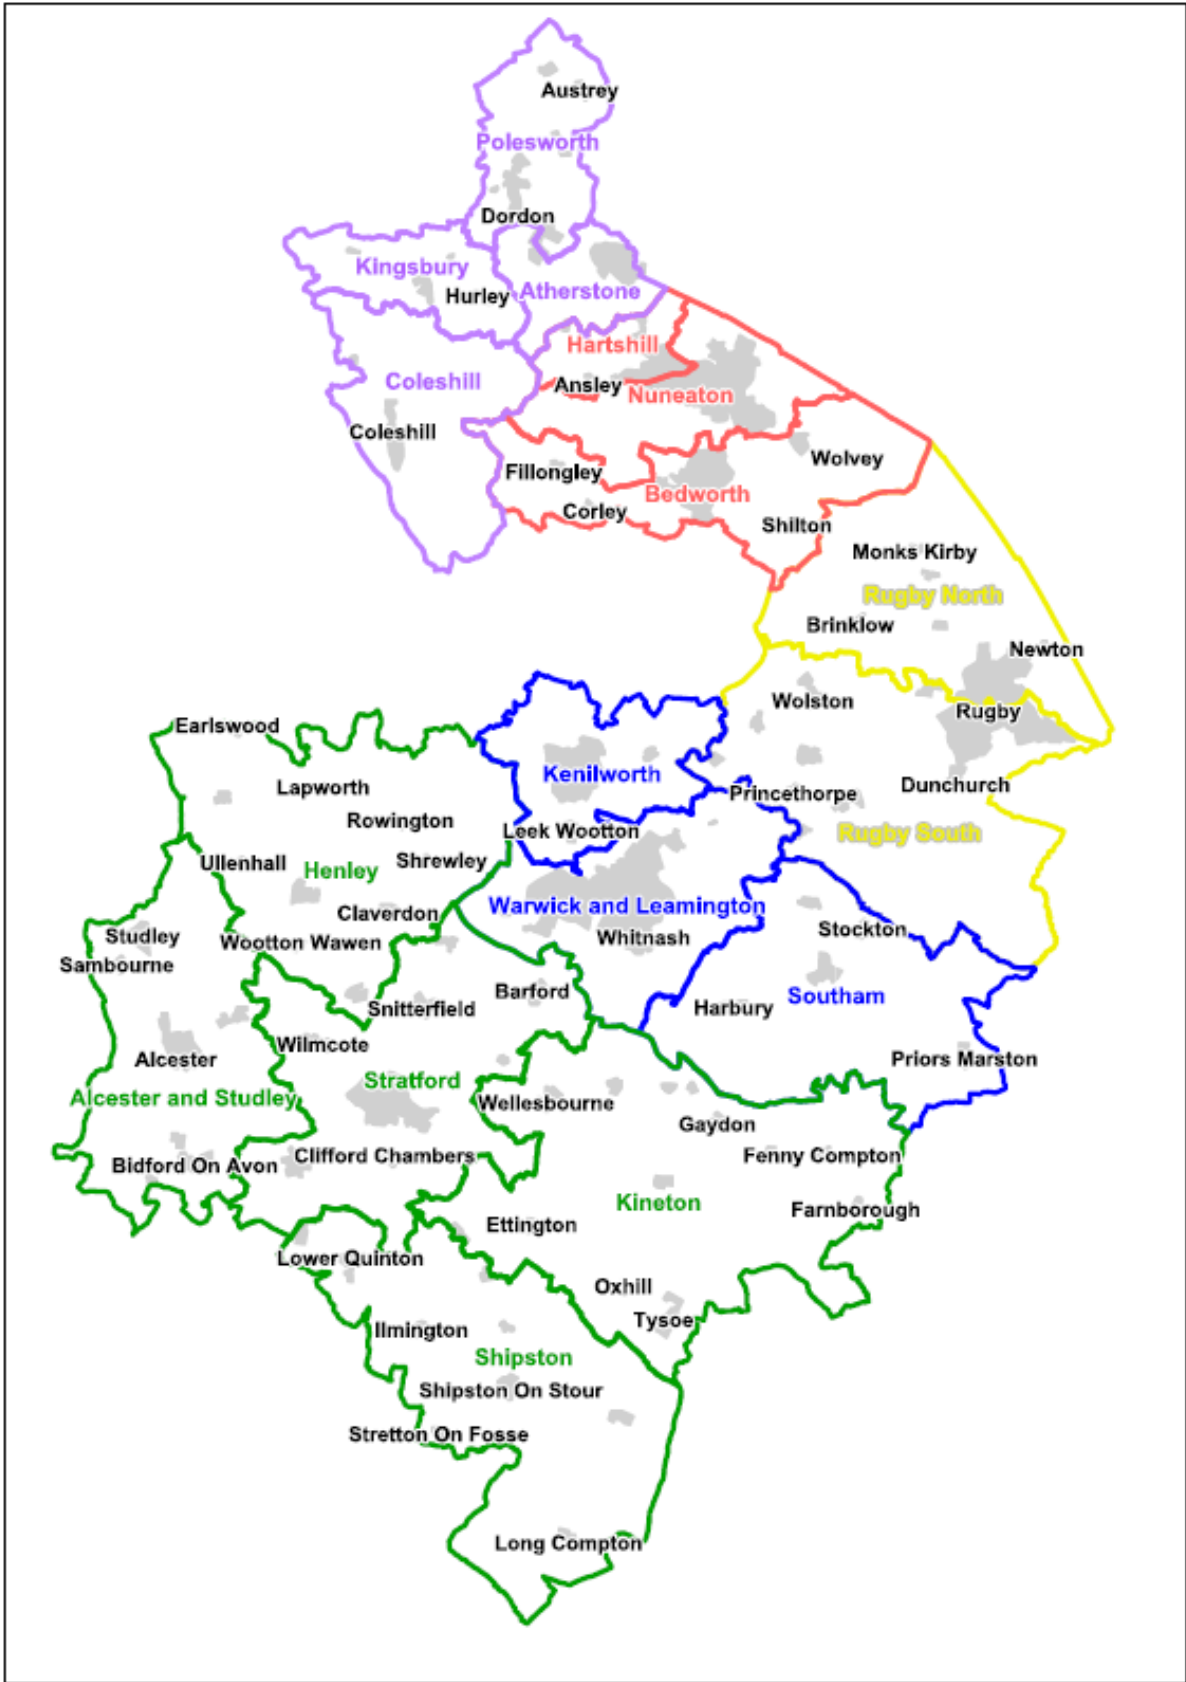 Austrey
Polesworth
Dordon
Kingsbury
Hurley
Atherstone
Hartshill
Coleshill
Ansley
Nuneaton
Coleshill
Wolvey
Fillongley
Bedworth
Corley
Shilton
Monks Kirby
Rugby North
Brinklow
Newton
Wolston
Rugby
Earlswood
Kenilworth
Lapworth
Princethorpe
Dunchurch
Rowington
Leek Wootton
Rugby South
Ullenhall
Henley
Shrewley
Warwick and Leamington
Claverdon
Stockton
Studley
Wootton Wawen
Whitnash
Sambourne
Barford
Southam
Snitterfield
Harbury
Wilmcote
Alcester
Priors Marston
Stratford
Alcester and Studley
Wellesbourne
Gaydon
Clifford Chambers
Fenny Compton
Bidford On Avon
Kineton
Farnborough
Ettington
Lower Quinton
Oxhill
Tysoe
Ilmington
Shipston
Shipston On Stour
Stretton On Fosse
Long Compton